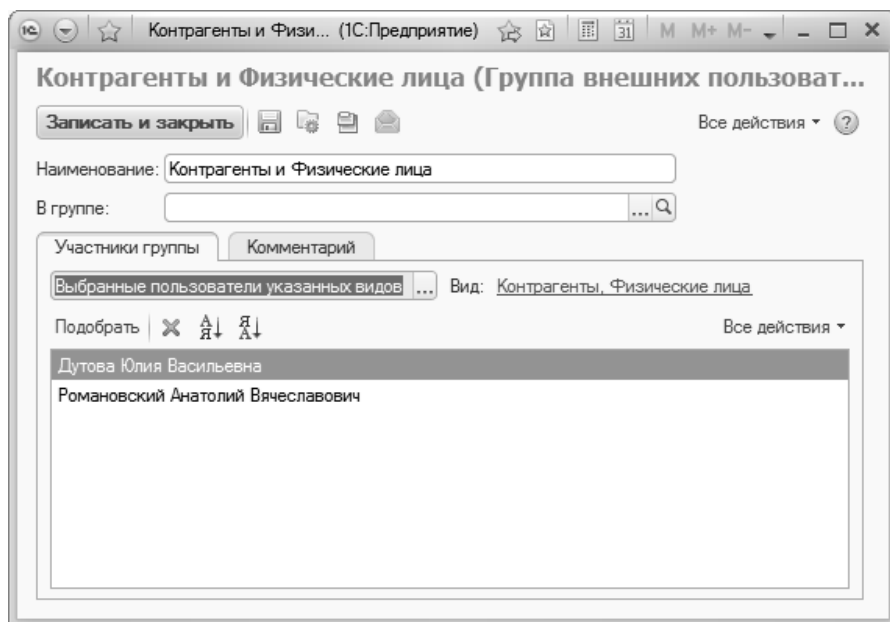 1С Контрагенты и Физи... (1С:Предприятие) 31 M M+ M-
Контрагенты и Физические лица (Группа внешних пользоват...
Записать и закрыть Все действия ?
Наименование: Контрагенты и Физические лица
В группе: ...
Участники группы Комментарий
Выбранные пользователи указанных видов ... Вид: Контрагенты, Физические лица
Подобрать А Я Я А Все действия
Дутова Юлия Васильевна
Романовский Анатолий Вячеславович